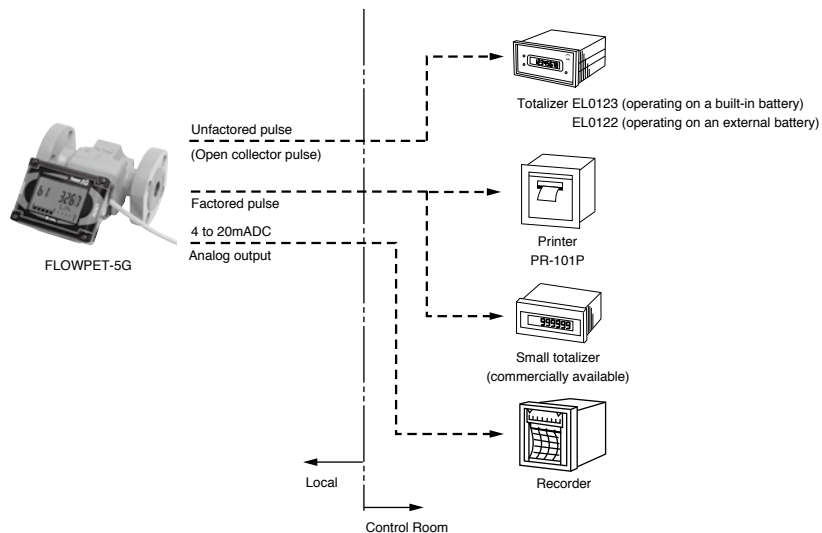 Totalizer EL0123 (operating on a built-in battery)
EL0122 (operating on an external battery)
Unfactored pulse
(Open collector pulse)
Factored pulse
4 to 20mADC
Analog output
FLOWPET-5G
Printer
PR-101P
999999
Small totalizer
(commercially available)
Recorder
Local
Control Room